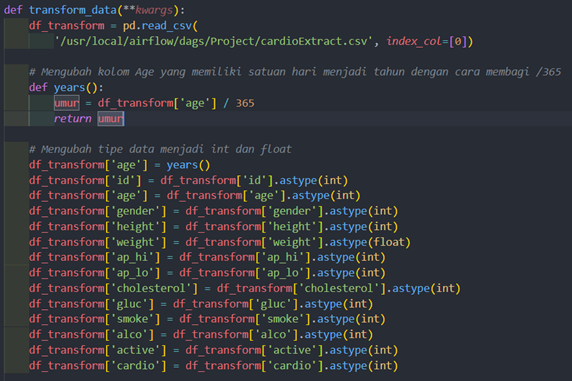 def transform_data(**kwargs):
    df_transform = pd.read_csv(
        '/usr/local/airflow/dags/Project/cardioExtract.csv', index_col=[0])

    # Mengubah kolom Age yang memiliki satuan hari menjadi tahun dengan cara membagi /365
    def years():
        umur = df_transform['age'] / 365
        return umur

    # Mengubah tipe data menjadi int dan float
    df_transform['age'] = years()
    df_transform['id'] = df_transform['id'].astype(int)
    df_transform['age'] = df_transform['age'].astype(int)
    df_transform['gender'] = df_transform['gender'].astype(int)
    df_transform['height'] = df_transform['height'].astype(int)
    df_transform['weight'] = df_transform['weight'].astype(float)
    df_transform['ap_hi'] = df_transform['ap_hi'].astype(int)
    df_transform['ap_lo'] = df_transform['ap_lo'].astype(int)
    df_transform['cholesterol'] = df_transform['cholesterol'].astype(int)
    df_transform['gluc'] = df_transform['gluc'].astype(int)
    df_transform['smoke'] = df_transform['smoke'].astype(int)
    df_transform['alco'] = df_transform['alco'].astype(int)
    df_transform['active'] = df_transform['active'].astype(int)
    df_transform['cardio'] = df_transform['cardio'].astype(int)